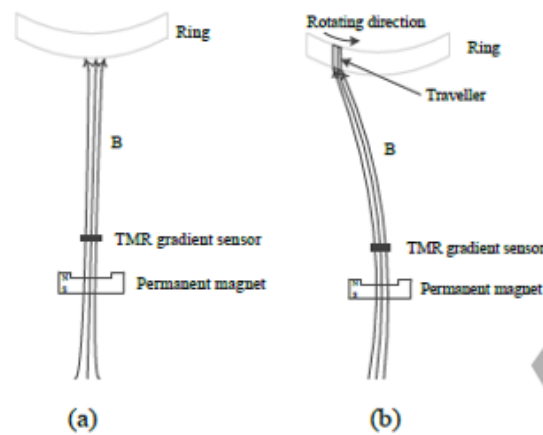 Ring
B
TMR gradient sensor
N
S
Permanent magnet
(a)
Rotating direction
Ring
Traveller
B
TMR gradient sensor
N
S
Permanent magnet
(b)